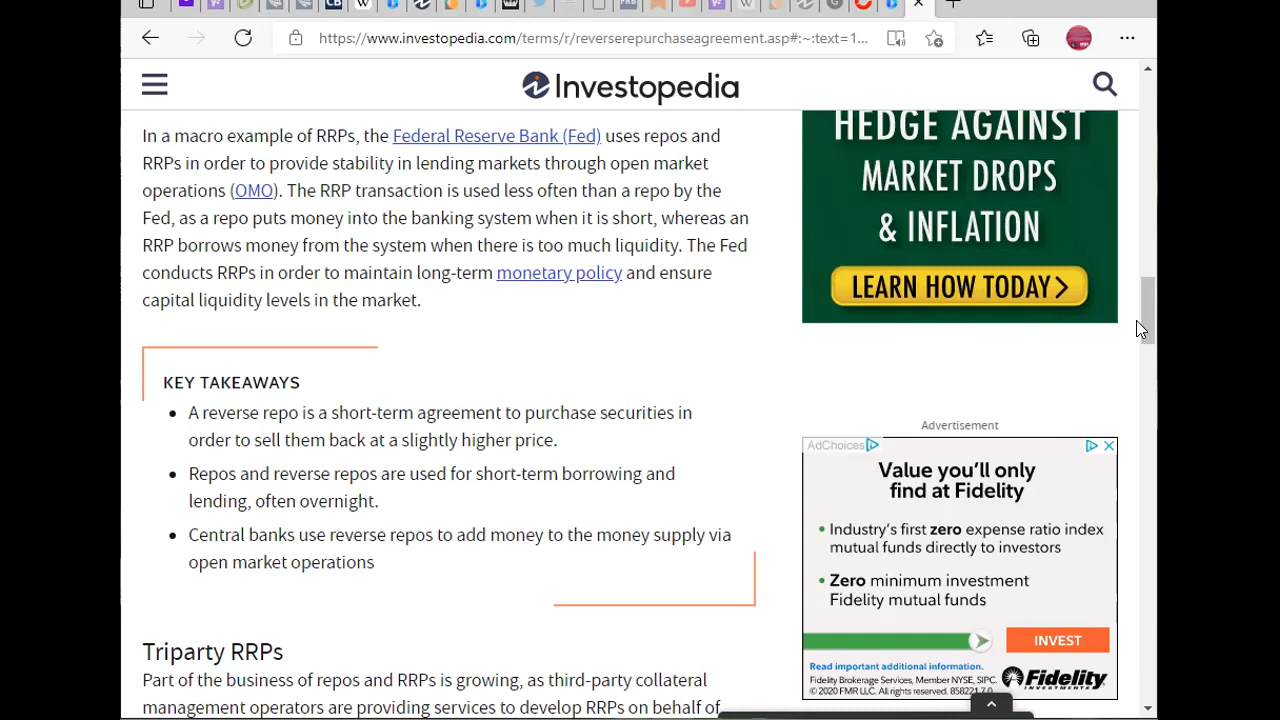 https://www.investopedia.com/terms/r/reverserepurchaseagreement.asp#:~:text=1...
Investopedia
In a macro example of RRPs, the Federal Reserve Bank (Fed) uses repos and
RRPs in order to provide stability in lending markets through open market
operations (OMO). The RRP transaction is used less often than a repo by the
Fed, as a repo puts money into the banking system when it is short, whereas an
RRP borrows money from the system when there is too much liquidity. The Fed
conducts RRPs in order to maintain long-term monetary policy and ensure
capital liquidity levels in the market.
KEY TAKEAWAYS
A reverse repo is a short-term agreement to purchase securities in
order to sell them back at a slightly higher price.
Repos and reverse repos are used for short-term borrowing and
lending, often overnight.
Central banks use reverse repos to add money to the money supply via
open market operations
Triparty RRPs
Part of the business of repos and RRPs is growing, as third-party collateral
management operators are providing services to develop RRPs on behalf of
HEDGE AGAINST
MARKET DROPS
& INFLATION
LEARN HOW TODAY
Advertisement
AdChoices
Value you'll only
find at Fidelity
• Industry's first zero expense ratio index
mutual funds directly to investors
• Zero minimum investment
Fidelity mutual funds
INVEST
Read important additional information.
Fidelity Brokerage Services, Member NYSE, SIPC.
© 2020 FMR LLC. All rights reserved.
Fidelity
INVESTMENTS